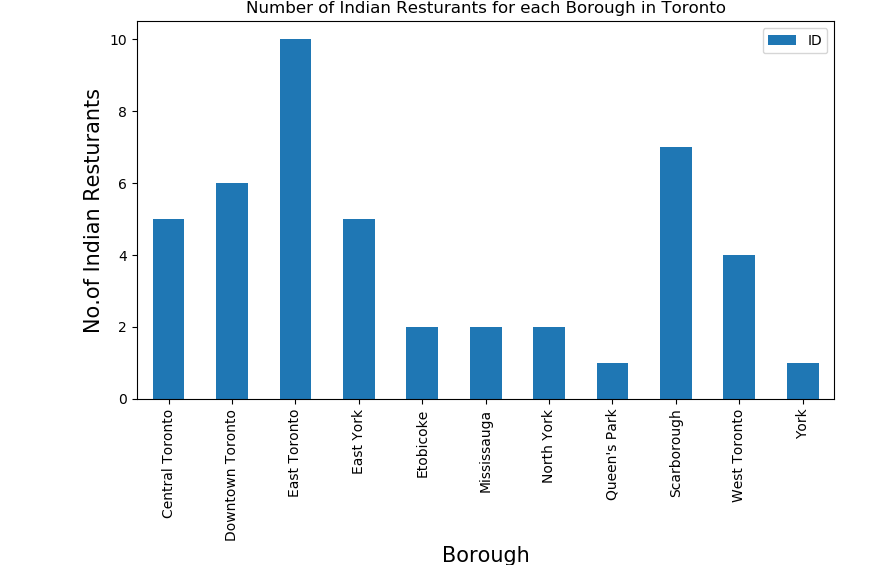 Number of Indian Resturants for each Borough in Toronto
ID
No.of Indian Resturants
10
8
6
4
2
0
Central Toronto
Downtown Toronto
East Toronto
East York
Etobicoke
Mississauga
North York
Queen's Park
Scarborough
West Toronto
York
Borough